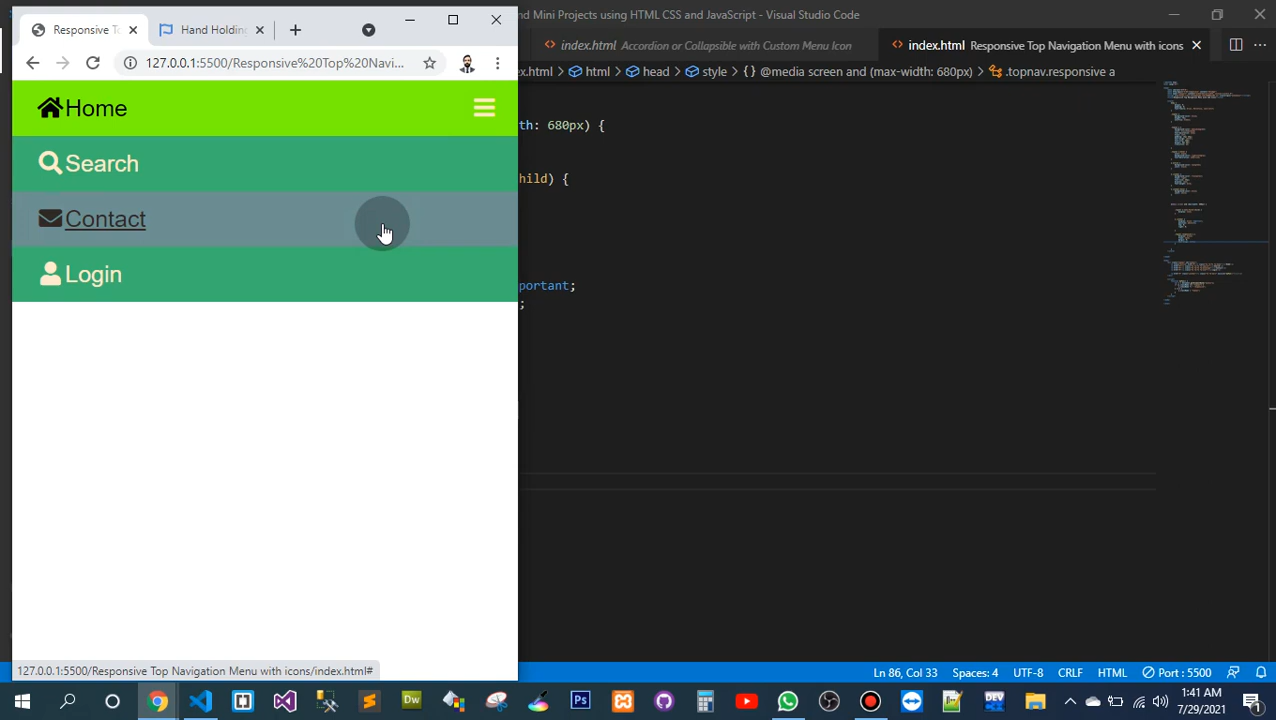 Responsive To
Hand Holding
nd Mini Projects using HTML CSS and JavaScript - Visual Studio Code
index.html Accordion or Collapsible with Custom Menu Icon
index.html Responsive Top Navigation Menu with icons
127.0.0.1:5500/Responsive%20Top%20Navi...
ex.html html head style @media screen and (max-width: 680px) .topnav.responsive a
Home
th: 680px) {
Search
hild) {
Contact
Login
portant;
;
127.0.0.1:5500/Responsive Top Navigation Menu with icons/index.html#
Ln 86, Col 33 Spaces: 4 UTF-8 CRLF HTML Port : 5500
1:41 AM
7/29/2021